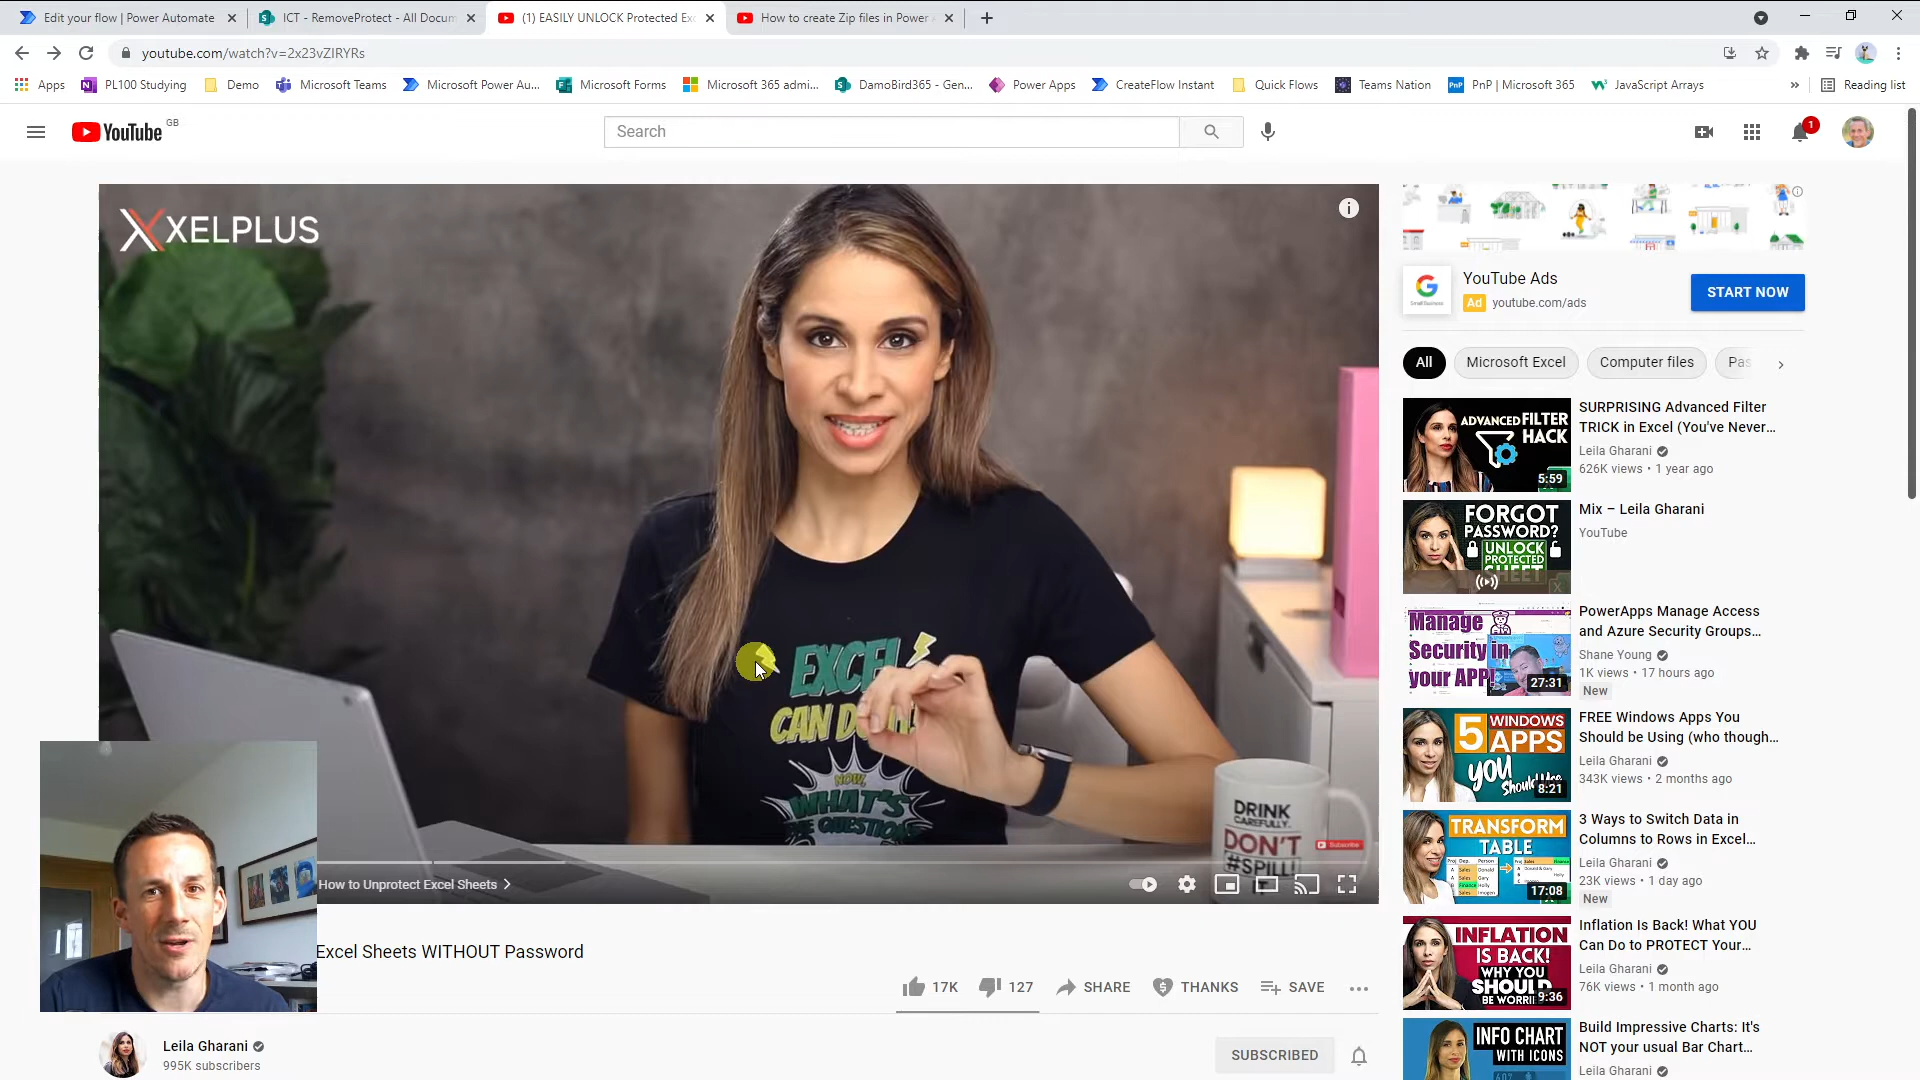 Edit your flow | Power Automate
ICT - RemoveProtect - All Docum
(1) EASILY UNLOCK Protected Ex
How to create Zip files in Power
youtube.com/watch?v=2x23vZIRYRs
Apps
PL100 Studying
Demo
Microsoft Teams
Microsoft Power Au...
Microsoft Forms
Microsoft 365 admi...
DamoBird365 - Gen...
Power Apps
CreateFlow Instant
Quick Flows
Teams Nation
PnP
PnP | Microsoft 365
JavaScript Arrays
»
Reading list
YouTube GB
Search
1
XELPLUS
EXCEL
CAN DO
NOW,
WHAT'S
THE QUESTION
DRINK
CAREFULLY.
DON'T
#SPILL!
Subscribe
How to Unprotect Excel Sheets
Excel Sheets WITHOUT Password
17K
127
SHARE
THANKS
SAVE
Leila Gharani
995K subscribers
SUBSCRIBED
YouTube Ads
Ad youtube.com/ads
START NOW
All
Microsoft Excel
Computer files
Pas
ADVANCED FILTER
HACK
5:59
SURPRISING Advanced Filter
TRICK in Excel (You've Never...
Leila Gharani
626K views • 1 year ago
FORGOT
PASSWORD?
UNLOCK
PROTECTED
SHEET
Mix – Leila Gharani
YouTube
Manage
Security in
your APP!
27:31
PowerApps Manage Access
and Azure Security Groups...
Shane Young
1K views • 17 hours ago
New
5 WINDOWS
APPS
YOU
Should Use
8:21
FREE Windows Apps You
Should be Using (who though...
Leila Gharani
343K views • 2 months ago
TRANSFORM
TABLE
17:08
3 Ways to Switch Data in
Columns to Rows in Excel...
Leila Gharani
23K views • 1 day ago
New
INFLATION
IS BACK!
WHY YOU
SHOULD
BE WORRI
9:36
Inflation Is Back! What YOU
Can Do to PROTECT Your...
Leila Gharani
76K views • 1 month ago
INFO CHART
WITH ICONS
Build Impressive Charts: It's
NOT your usual Bar Chart...
Leila Gharani